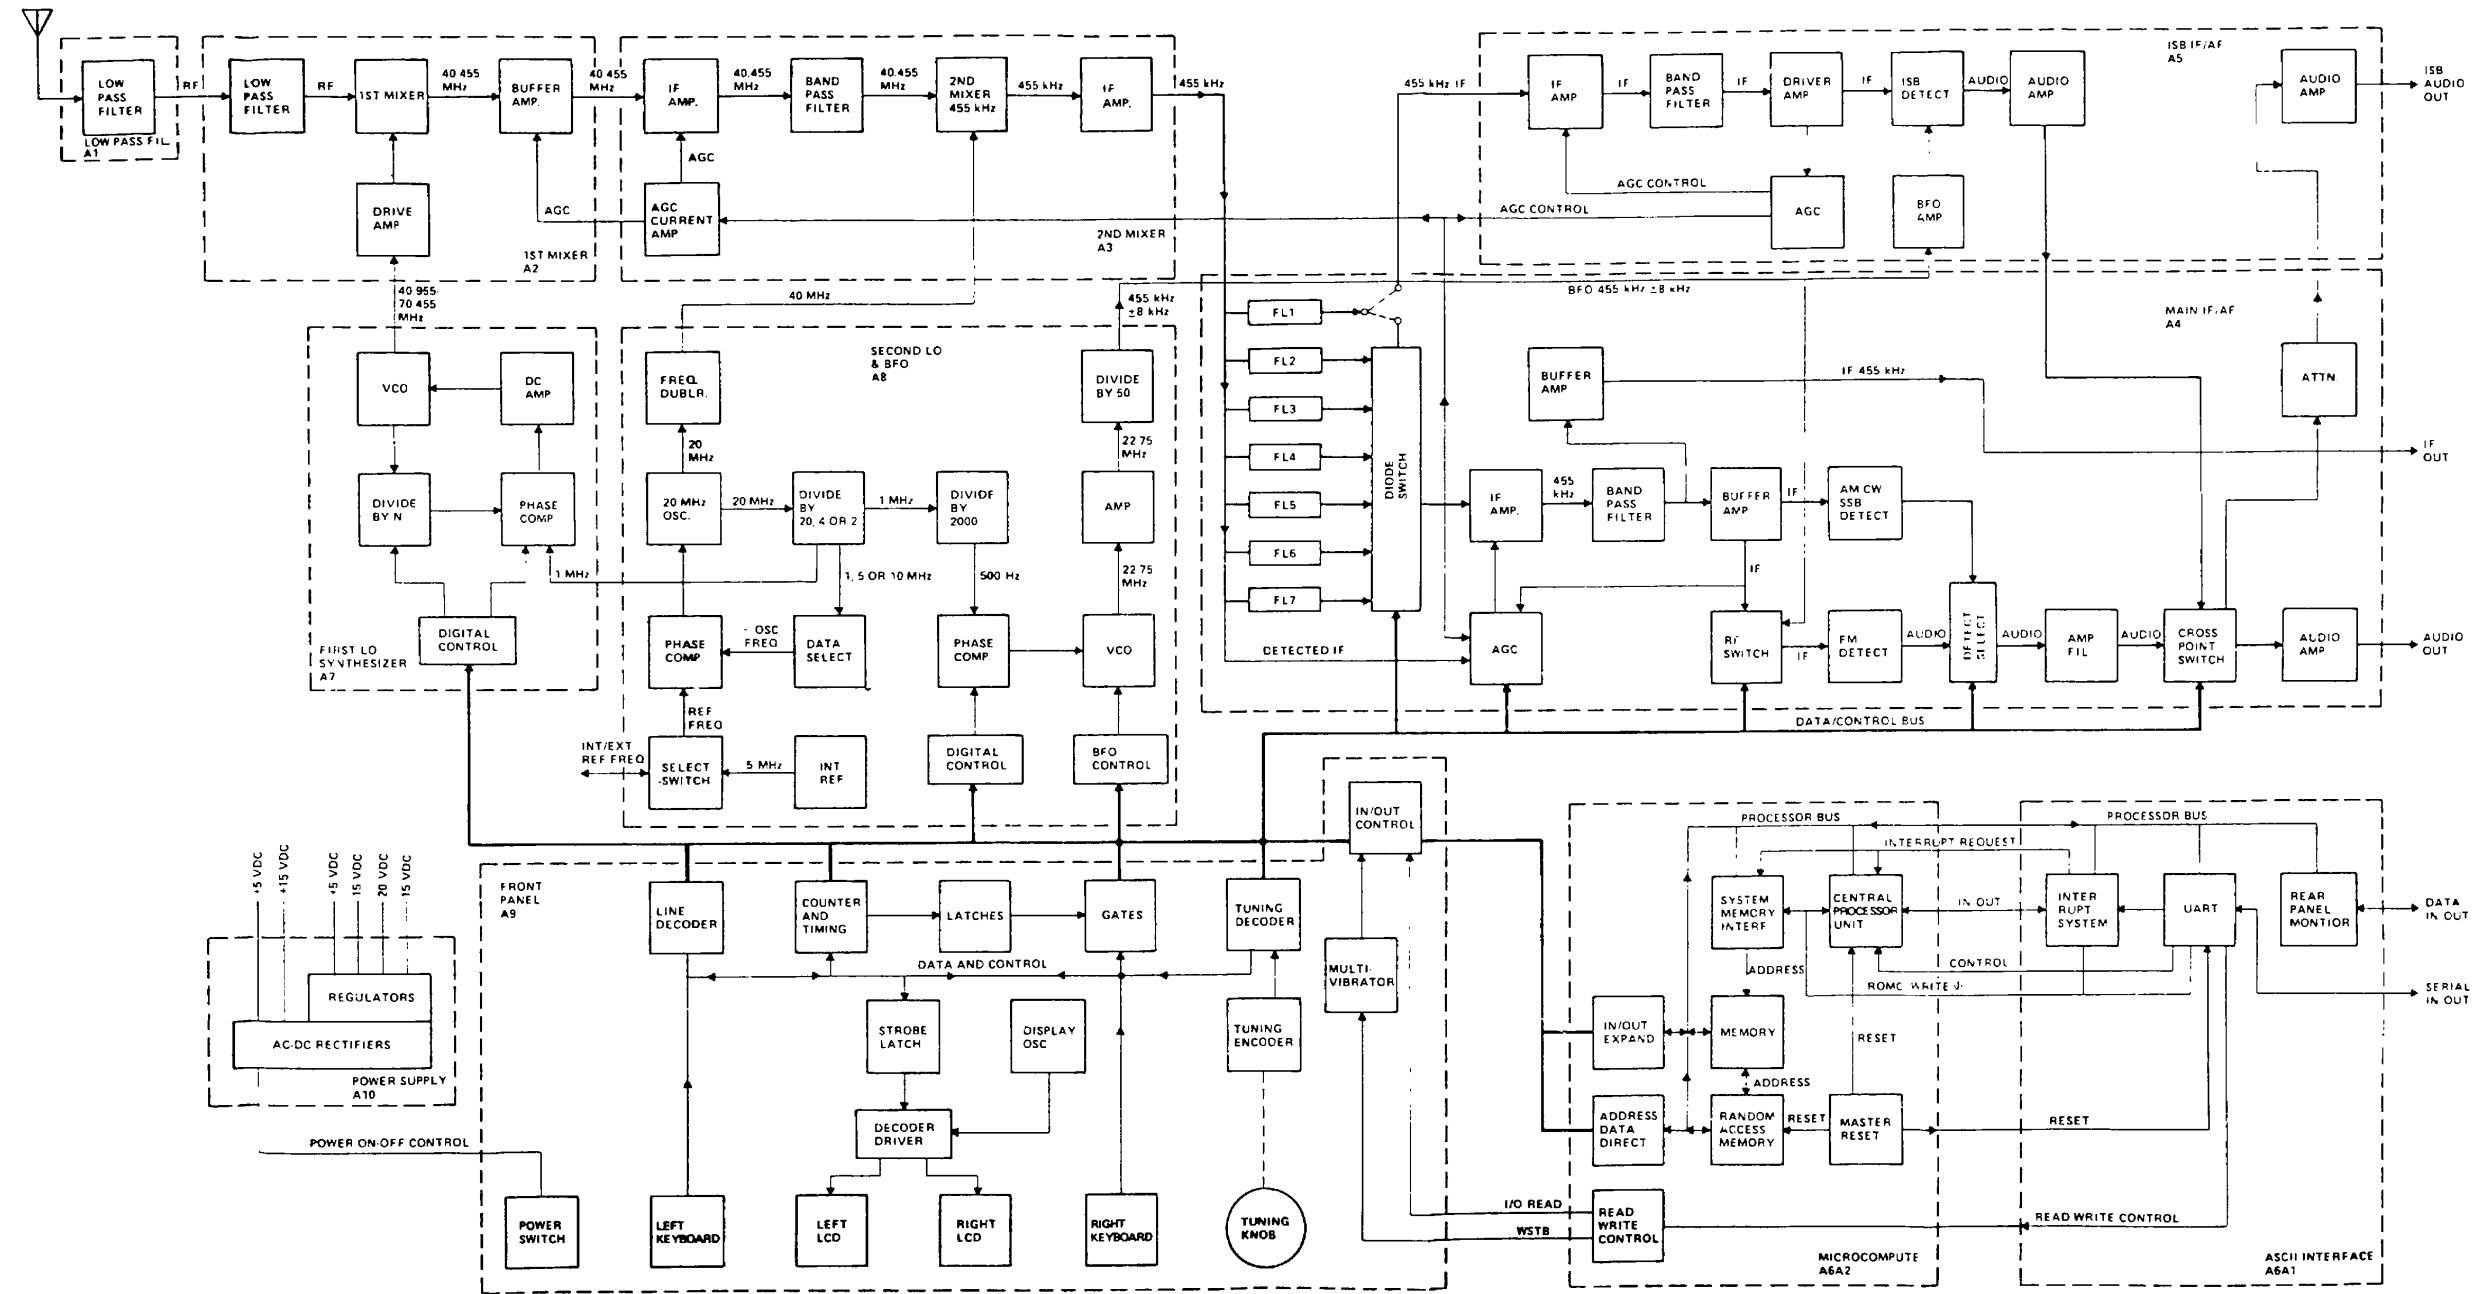 LOW
PASS
FILTER
LOW PASS FIL
A1
RF
LOW
PASS
FILTER
RF
1ST MIXER
40 455
MHz
BUFFER
AMP.
40 455
MHz
DRIVE
AMP
AGC
1ST MIXER
A2
IF
AMP.
40.455
MHz
BAND
PASS
FILTER
40.455
MHz
2ND
MIXER
455 kHz
455 kHz
IF
AMP.
455 kHz
AGC
AGC
CURRENT
AMP
2ND MIXER
A3
455 kHz IF
IF
AMP
IF
BAND
PASS
FILTER
IF
DRIVER
AMP
IF
ISB
DETECT
AUDIO
AUDIO
AMP
ISB IF/AF
A5
AUDIO
AMP
ISB
AUDIO
OUT
AGC CONTROL
AGC CONTROL
AGC
BFO
AMP
40 955-
70.455
MHz
VCO
DC
AMP
DIVIDE
BY N
PHASE
COMP
1 MHz
DIGITAL
CONTROL
FIRST LO
SYNTHESIZER
A7
40 MHz
SECOND LO
& BFO
A8
FREQ
DUBLR.
20
MHz
20 MHz
OSC.
20 MHz
DIVIDE
BY
20, 4 OR 2
1 MHz
DIVIDE
BY
2000
1, 5 OR 10 MHz
500 Hz
PHASE
COMP.
- OSC
FREQ
DATA
SELECT
PHASE
COMP.
VCO
REF
FREQ
INT/EXT
REF FREQ
SELECT
-SWITCH
5 MHz
INT
REF
DIGITAL
CONTROL
BFO
CONTROL
455 kHz
±8 kHz
DIVIDE
BY 50
22 75
MHz
AMP
22 75
MHz
BFO 455 kHz ±8 kHz
MAIN IF/AF
A4
FL1
FL2
FL3
FL4
FL5
FL6
FL7
DIODE
SWITCH
DETECTED IF
BUFFER
AMP
IF 455 kHz
IF
OUT
IF
AMP.
455
kHz
BAND
PASS
FILTER
BUFFER
AMP
IF
AM CW
SSB
DETECT
IF
AGC
RF
SWITCH
IF
FM
DETECT
AUDIO
DETECT
SELECT
AUDIO
AMP
FIL
AUDIO
CROSS
POINT
SWITCH
AUDIO
AMP.
AUDIO
OUT
ATTN.
DATA/CONTROL BUS
+5 VDC
+15 VDC
+5 VDC
15 VDC
20 VDC
15 VDC
REGULATORS
AC-DC RECTIFIERS
POWER SUPPLY
A10
POWER ON-OFF CONTROL
POWER
SWITCH
FRONT
PANEL
A9
LINE
DECODER
COUNTER
AND
TIMING
LATCHES
GATES
TUNING
DECODER
DATA AND CONTROL
STROBE
LATCH
DISPLAY
OSC
DECODER
DRIVER
TUNING
ENCODER
LEFT
KEYBOARD
LEFT
LCD
RIGHT
LCD
RIGHT
KEYBOARD
TUNING
KNOB
IN/OUT
CONTROL
MULTI-
VIBRATOR
I/O READ
WSTB
PROCESSOR BUS
PROCESSOR BUS
INTERRUPT REQUEST
SYSTEM
MEMORY
INTERF
CENTRAL
PROCESSOR
UNIT
IN OUT
INTER
RUPT
SYSTEM
UART
REAR
PANEL
MONTIOR
DATA
IN OUT
ADDRESS
CONTROL
ROMC WRITE
SERIAL
IN OUT
IN/OUT
EXPAND
MEMORY
RESET
ADDRESS
ADDRESS
DATA
DIRECT
RANDOM
ACCESS
MEMORY
RESET
MASTER
RESET
RESET
READ
WRITE
CONTROL
READ WRITE CONTROL
MICROCOMPUTE
A6A2
ASCII INTERFACE
A6A1